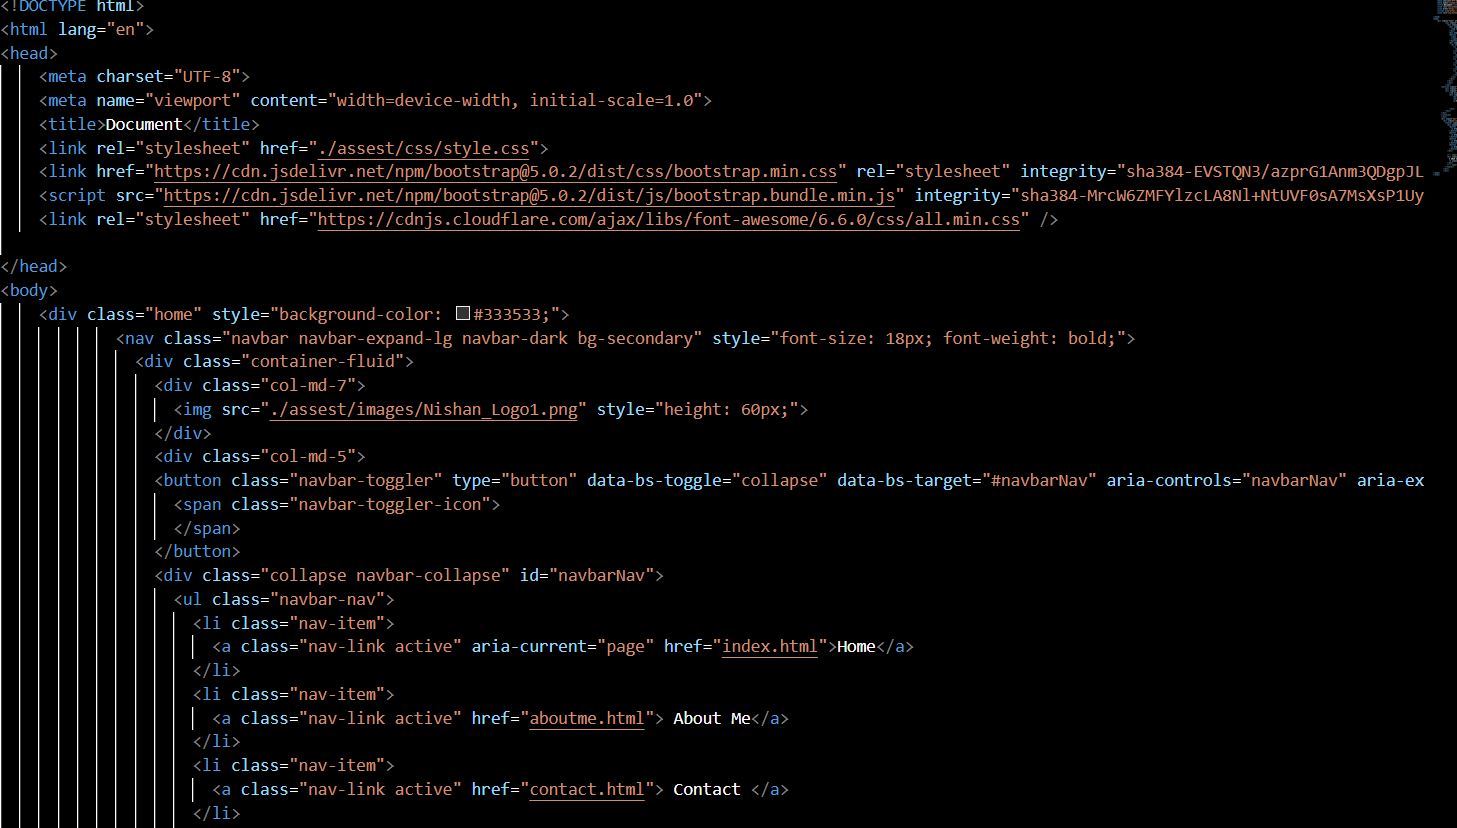 <!DOCTYPE html>
<html lang="en">
<head>
    <meta charset="UTF-8">
    <meta name="viewport" content="width=device-width, initial-scale=1.0">
    <title>Document</title>
    <link rel="stylesheet" href="./assest/css/style.css">
    <link href="https://cdn.jsdelivr.net/npm/bootstrap@5.0.2/dist/css/bootstrap.min.css" rel="stylesheet" integrity="sha384-EVSTQN3/azprG1Anm3QDgpJL
    <script src="https://cdn.jsdelivr.net/npm/bootstrap@5.0.2/dist/js/bootstrap.bundle.min.js" integrity="sha384-MrcW6ZMFYlzcLA8Nl+NtUVF0sA7MsXsP1Uy
    <link rel="stylesheet" href="https://cdnjs.cloudflare.com/ajax/libs/font-awesome/6.6.0/css/all.min.css" />
</head>
<body>
    <div class="home" style="background-color: #333533;">
            <nav class="navbar navbar-expand-lg navbar-dark bg-secondary" style="font-size: 18px; font-weight: bold;">
              <div class="container-fluid">
                <div class="col-md-7">
                  <img src="./assest/images/Nishan_Logo1.png" style="height: 60px;">
                </div>
                <div class="col-md-5">
                <button class="navbar-toggler" type="button" data-bs-toggle="collapse" data-bs-target="#navbarNav" aria-controls="navbarNav" aria-ex
                  <span class="navbar-toggler-icon">
                  </span>
                </button>
                <div class="collapse navbar-collapse" id="navbarNav">
                  <ul class="navbar-nav">
                    <li class="nav-item">
                      <a class="nav-link active" aria-current="page" href="index.html">Home</a>
                    </li>
                    <li class="nav-item">
                      <a class="nav-link active" href="aboutme.html"> About Me</a>
                    </li>
                    <li class="nav-item">
                      <a class="nav-link active" href="contact.html"> Contact </a>
                    </li>